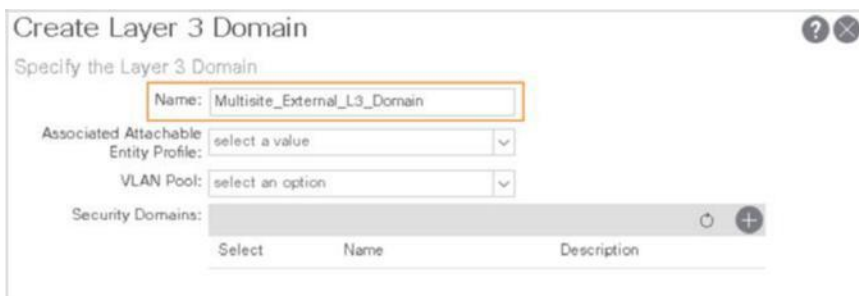 Create Layer 3 Domain
Specify the Layer 3 Domain
Name: Multisite_External_L3_Domain
Associated Attachable Entity Profile: select a value
VLAN Pool: select an option
Security Domains:
Select Name Description